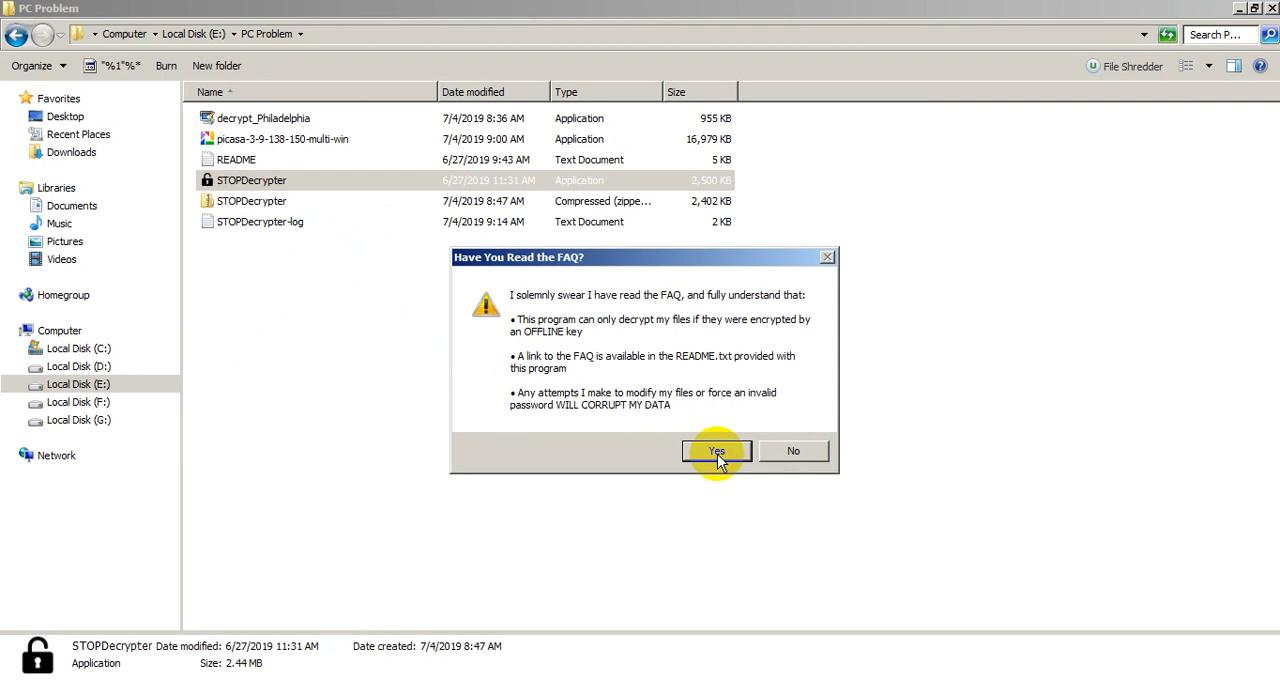 PC Problem
Computer Local Disk (E:) PC Problem Search P...
Organize "%1"%* Burn New folder File Shredder
Name Date modified Type Size
Favorites
Desktop
Recent Places
Downloads
Libraries
Documents
Music
Pictures
Videos
Homegroup
Computer
Local Disk (C:)
Local Disk (D:)
Local Disk (E:)
Local Disk (F:)
Local Disk (G:)
Network
decrypt_Philadelphia 7/4/2019 8:36 AM Application 955 KB
picasa-3-9-138-150-multi-win 7/4/2019 9:00 AM Application 16,979 KB
README 6/27/2019 9:43 AM Text Document 5 KB
STOPDecrypter 6/27/2019 11:31 AM Application 2,500 KB
STOPDecrypter 7/4/2019 8:47 AM Compressed (zippe... 2,402 KB
STOPDecrypter-log 7/4/2019 9:14 AM Text Document 2 KB
Have You Read the FAQ?
I solemnly swear I have read the FAQ, and fully understand that:
• This program can only decrypt my files if they were encrypted by
an OFFLINE key
• A link to the FAQ is available in the README.txt provided with
this program
• Any attempts I make to modify my files or force an invalid
password WILL CORRUPT MY DATA
Yes No
STOPDecrypter Date modified: 6/27/2019 11:31 AM Date created: 7/4/2019 8:47 AM
Application Size: 2.44 MB